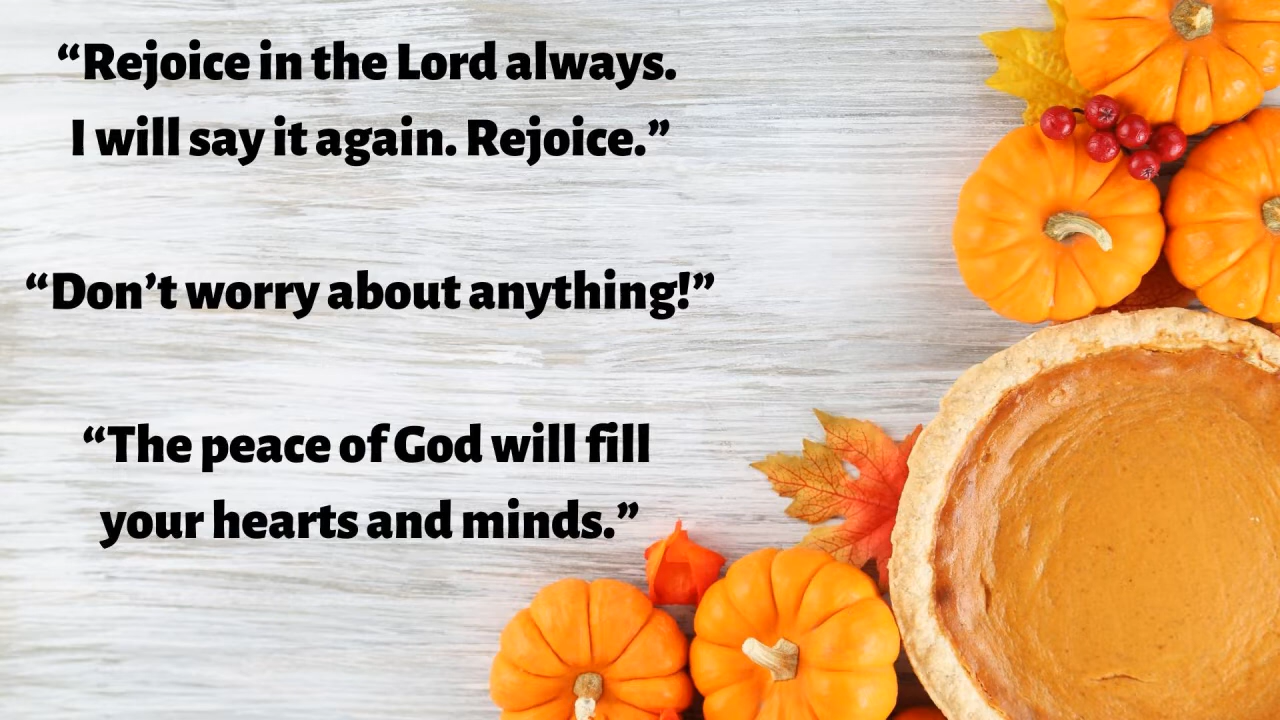 “Rejoice in the Lord always.
I will say it again. Rejoice.”
“Don’t worry about anything!”
“The peace of God will fill
your hearts and minds.”